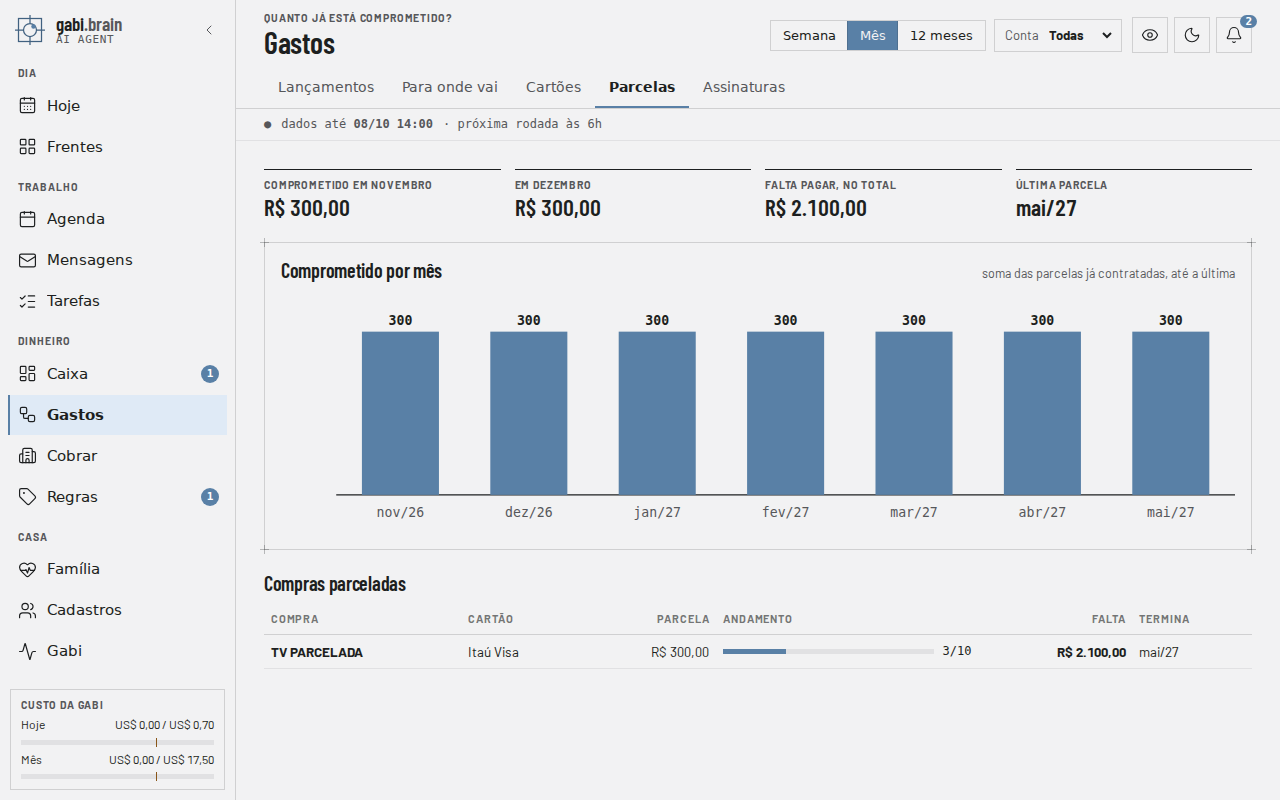 gabi.brain
AI AGENT
DIA
Hoje
Frentes
TRABALHO
Agenda
Mensagens
Tarefas
DINHEIRO
Caixa 1
Gastos
Cobrar
Regras 1
CASA
Família
Cadastros
Gabi
CUSTO DA GABI
Hoje US$ 0,00 / US$ 0,70
Mês US$ 0,00 / US$ 17,50
QUANTO JÁ ESTÁ COMPROMETIDO?
Gastos
Semana Mês 12 meses Conta Todas 2
Lançamentos Para onde vai Cartões Parcelas Assinaturas
● dados até 08/10 14:00 · próxima rodada às 6h
COMPROMETIDO EM NOVEMBRO EM DEZEMBRO FALTA PAGAR, NO TOTAL ÚLTIMA PARCELA
R$ 300,00 R$ 300,00 R$ 2.100,00 mai/27
Comprometido por mês soma das parcelas já contratadas, até a última
300 300 300 300 300 300 300
nov/26 dez/26 jan/27 fev/27 mar/27 abr/27 mai/27
Compras parceladas
COMPRA CARTÃO PARCELA ANDAMENTO FALTA TERMINA
TV PARCELADA Itaú Visa R$ 300,00 3/10 R$ 2.100,00 mai/27